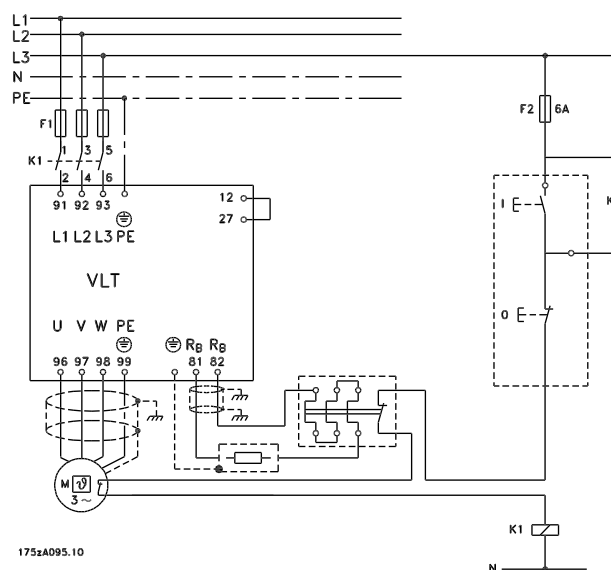 L1
L2
L3
N
PE
F1
F2 6A
K1
1 3 5
2 4 6
91 92 93
12
27
L1 L2 L3 PE
VLT
U V W PE
RB RB
96 97 98 99
81 82
I
K
O
M
ϑ
3 ~
K1
N
175zA095.10